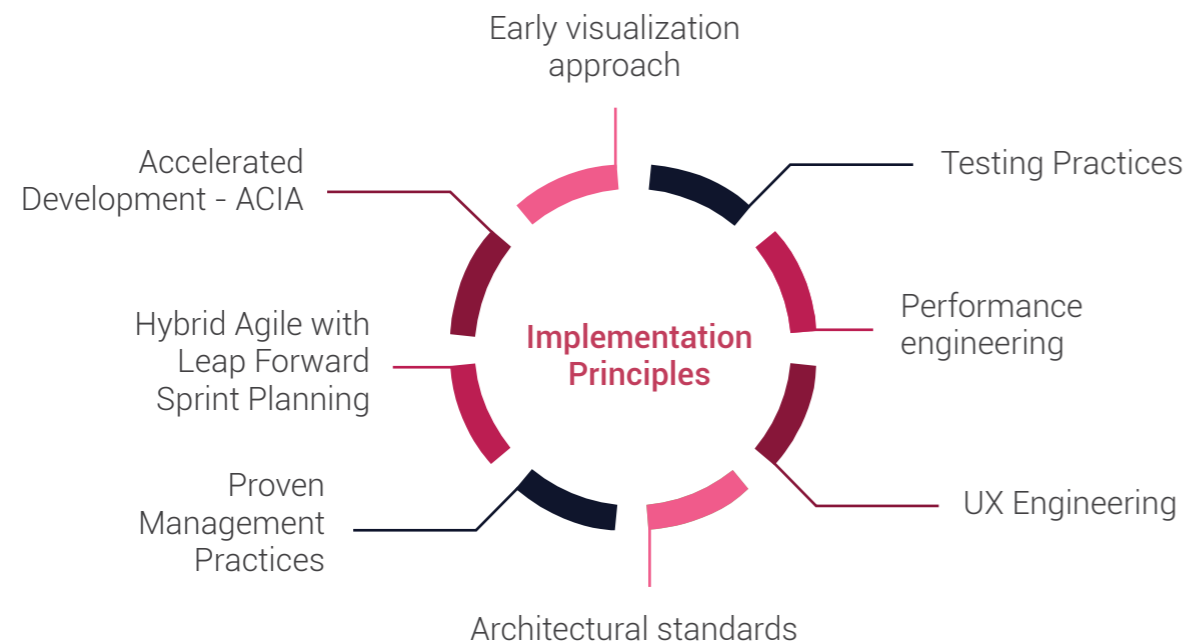 Early visualization
approach
Accelerated
Development - ACIA
Testing Practices
Hybrid Agile with
Leap Forward
Sprint Planning
Implementation
Principles
Performance
engineering
Proven
Management
Practices
UX Engineering
Architectural standards